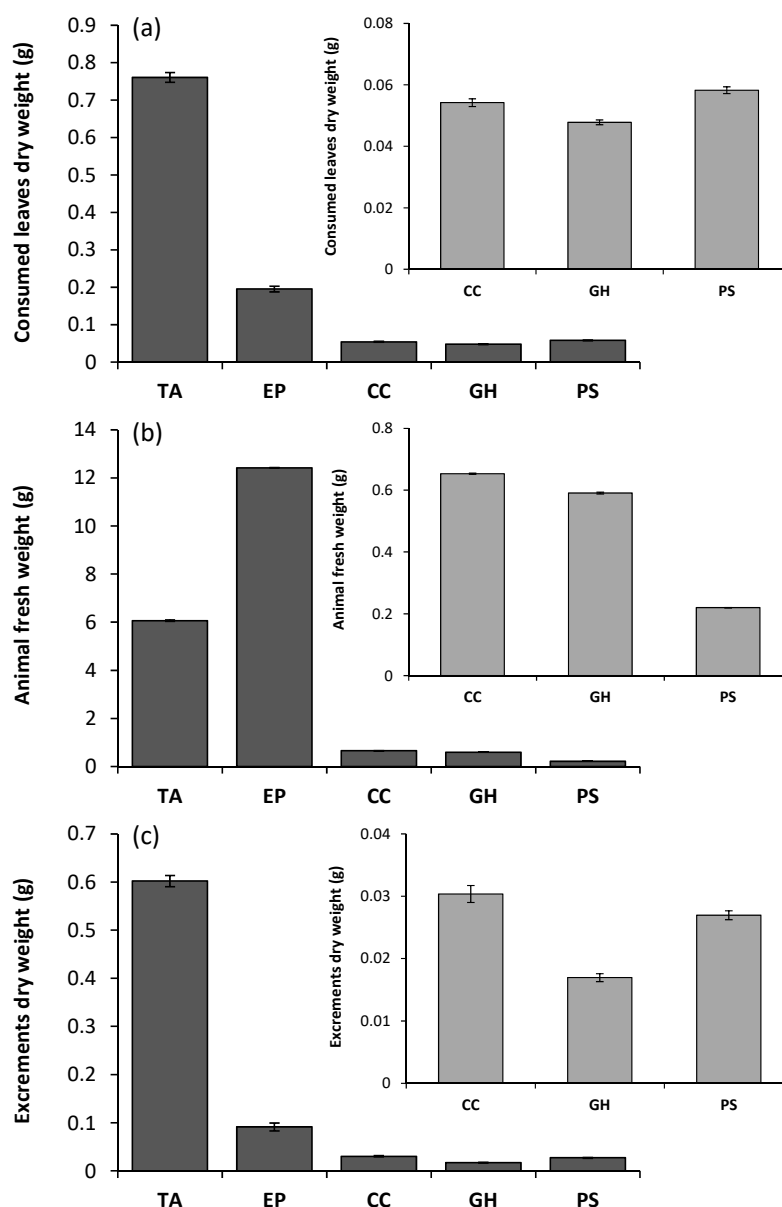 (a)
Consumed leaves dry weight (g)
0.9
0.8
0.7
0.6
0.5
0.4
0.3
0.2
0.1
0
TA EP CC GH PS
Consumed leaves dry weight (g)
0.08
0.06
0.04
0.02
0
CC GH PS
(b)
Animal fresh weight (g)
14
12
10
8
6
4
2
0
TA EP CC GH PS
Animal fresh weight (g)
0.8
0.6
0.4
0.2
0
CC GH PS
(c)
Excrements dry weight (g)
0.7
0.6
0.5
0.4
0.3
0.2
0.1
0
TA EP CC GH PS
Excrements dry weight (g)
0.04
0.03
0.02
0.01
0
CC GH PS